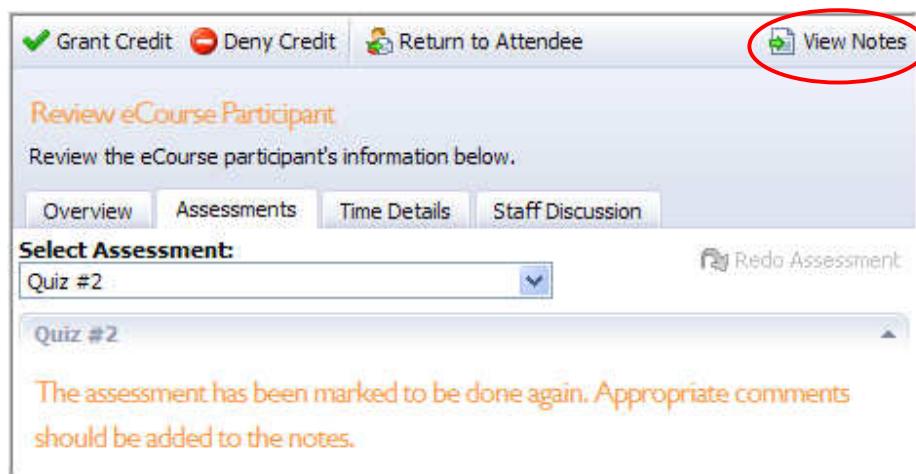 Grant Credit Deny Credit Return to Attendee View Notes
Review eCourse Participant
Review the eCourse participant's information below.
Overview Assessments Time Details Staff Discussion
Select Assessment:
Redo Assessment
Quiz #2
Quiz #2
The assessment has been marked to be done again. Appropriate comments
should be added to the notes.